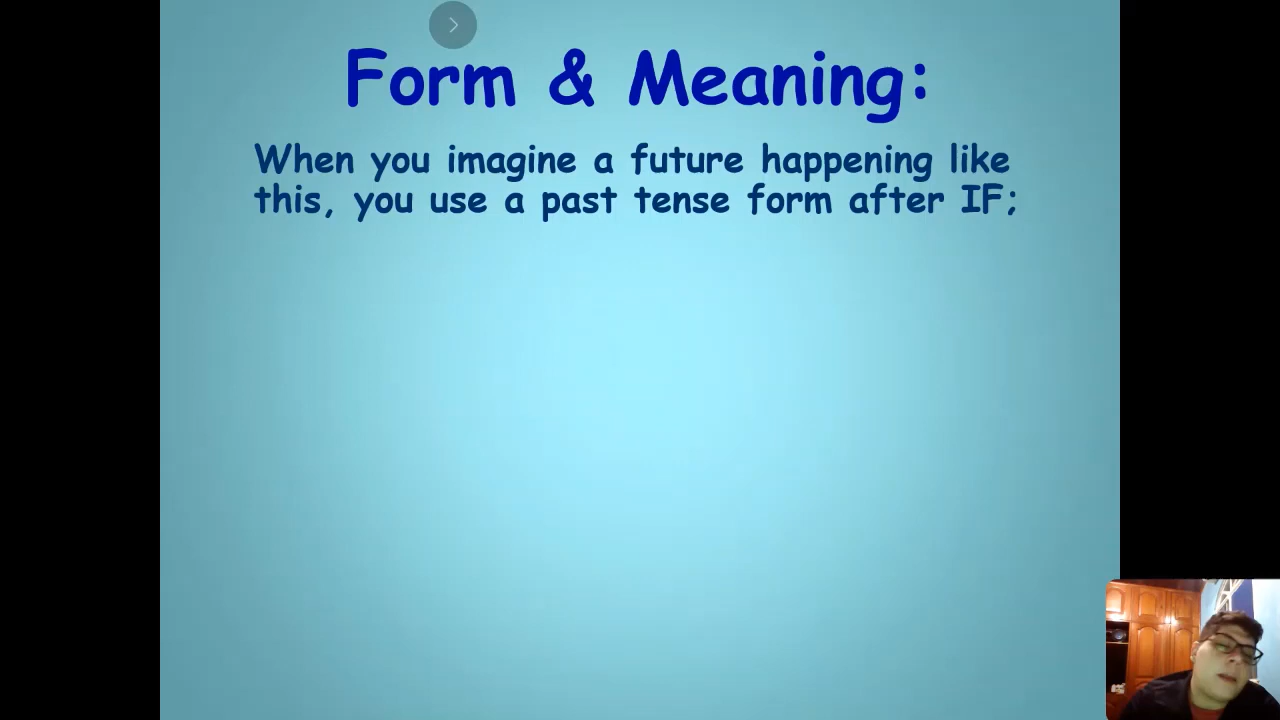 Form & Meaning:
When you imagine a future happening like
this, you use a past tense form after IF;